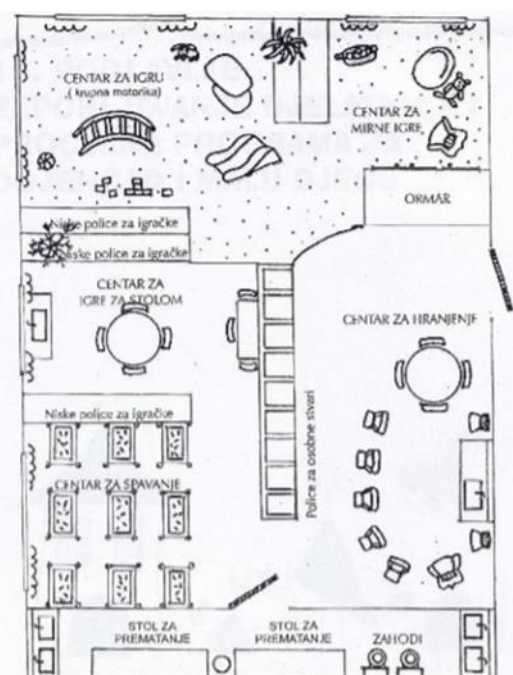 CENTAR ZA IGRU
( krupna motorika)
CENTAR ZA
MIRNE IGRE
ORMAR
Niske police za igračke
Niske police za igračke
CENTAR ZA
IGRE ZA STOLOM
CENTAR ZA HRANJENJE
Niske police za igračke
Police za osobne stvari
CENTAR ZA SPAVANJE
STOL ZA
PREMATANJE
STOL ZA
PREMATANJE
ZAHODI